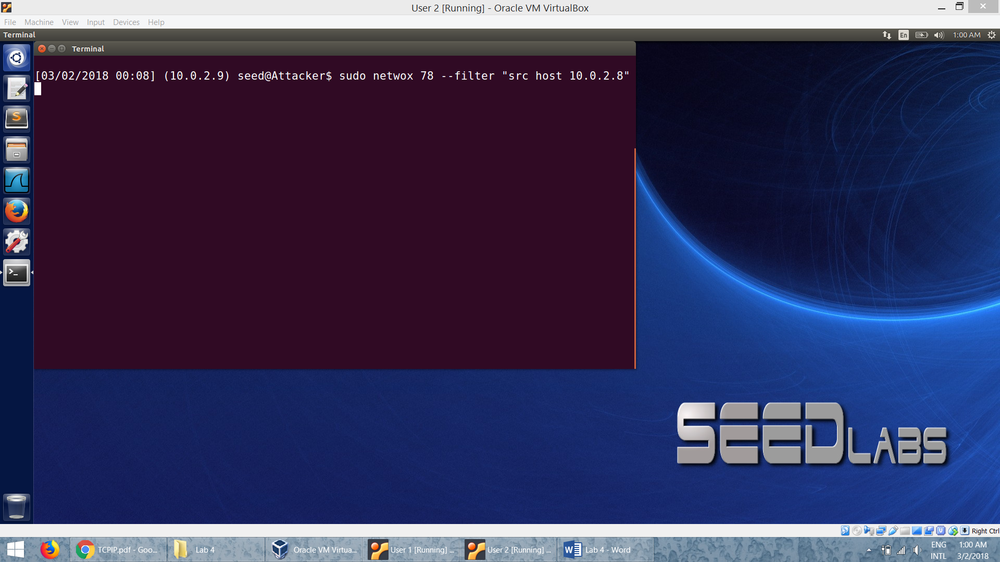 User 2 [Running] - Oracle VM VirtualBox
File Machine View Input Devices Help
Terminal
En
1:00 AM
Terminal
[03/02/2018 00:08] (10.0.2.9) seed@Attacker$ sudo netwox 78 --filter "src host 10.0.2.8"
SEED LABS
Right Ctrl
TCPIP.pdf - Goo...
Lab 4
Oracle VM Virtua...
User 1 [Running] ...
User 2 [Running] ...
Lab 4 - Word
ENG
INTL
1:00 AM
3/2/2018